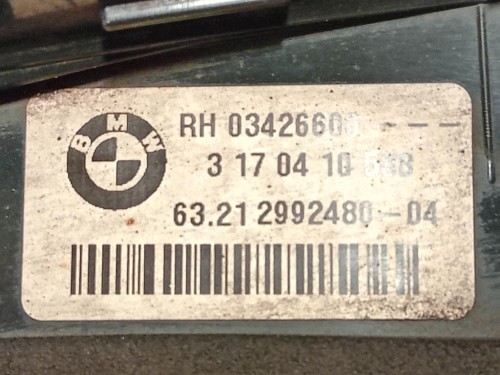 BMW
RH 03426600 ---
3 17 04 10
63.21 2992480-04